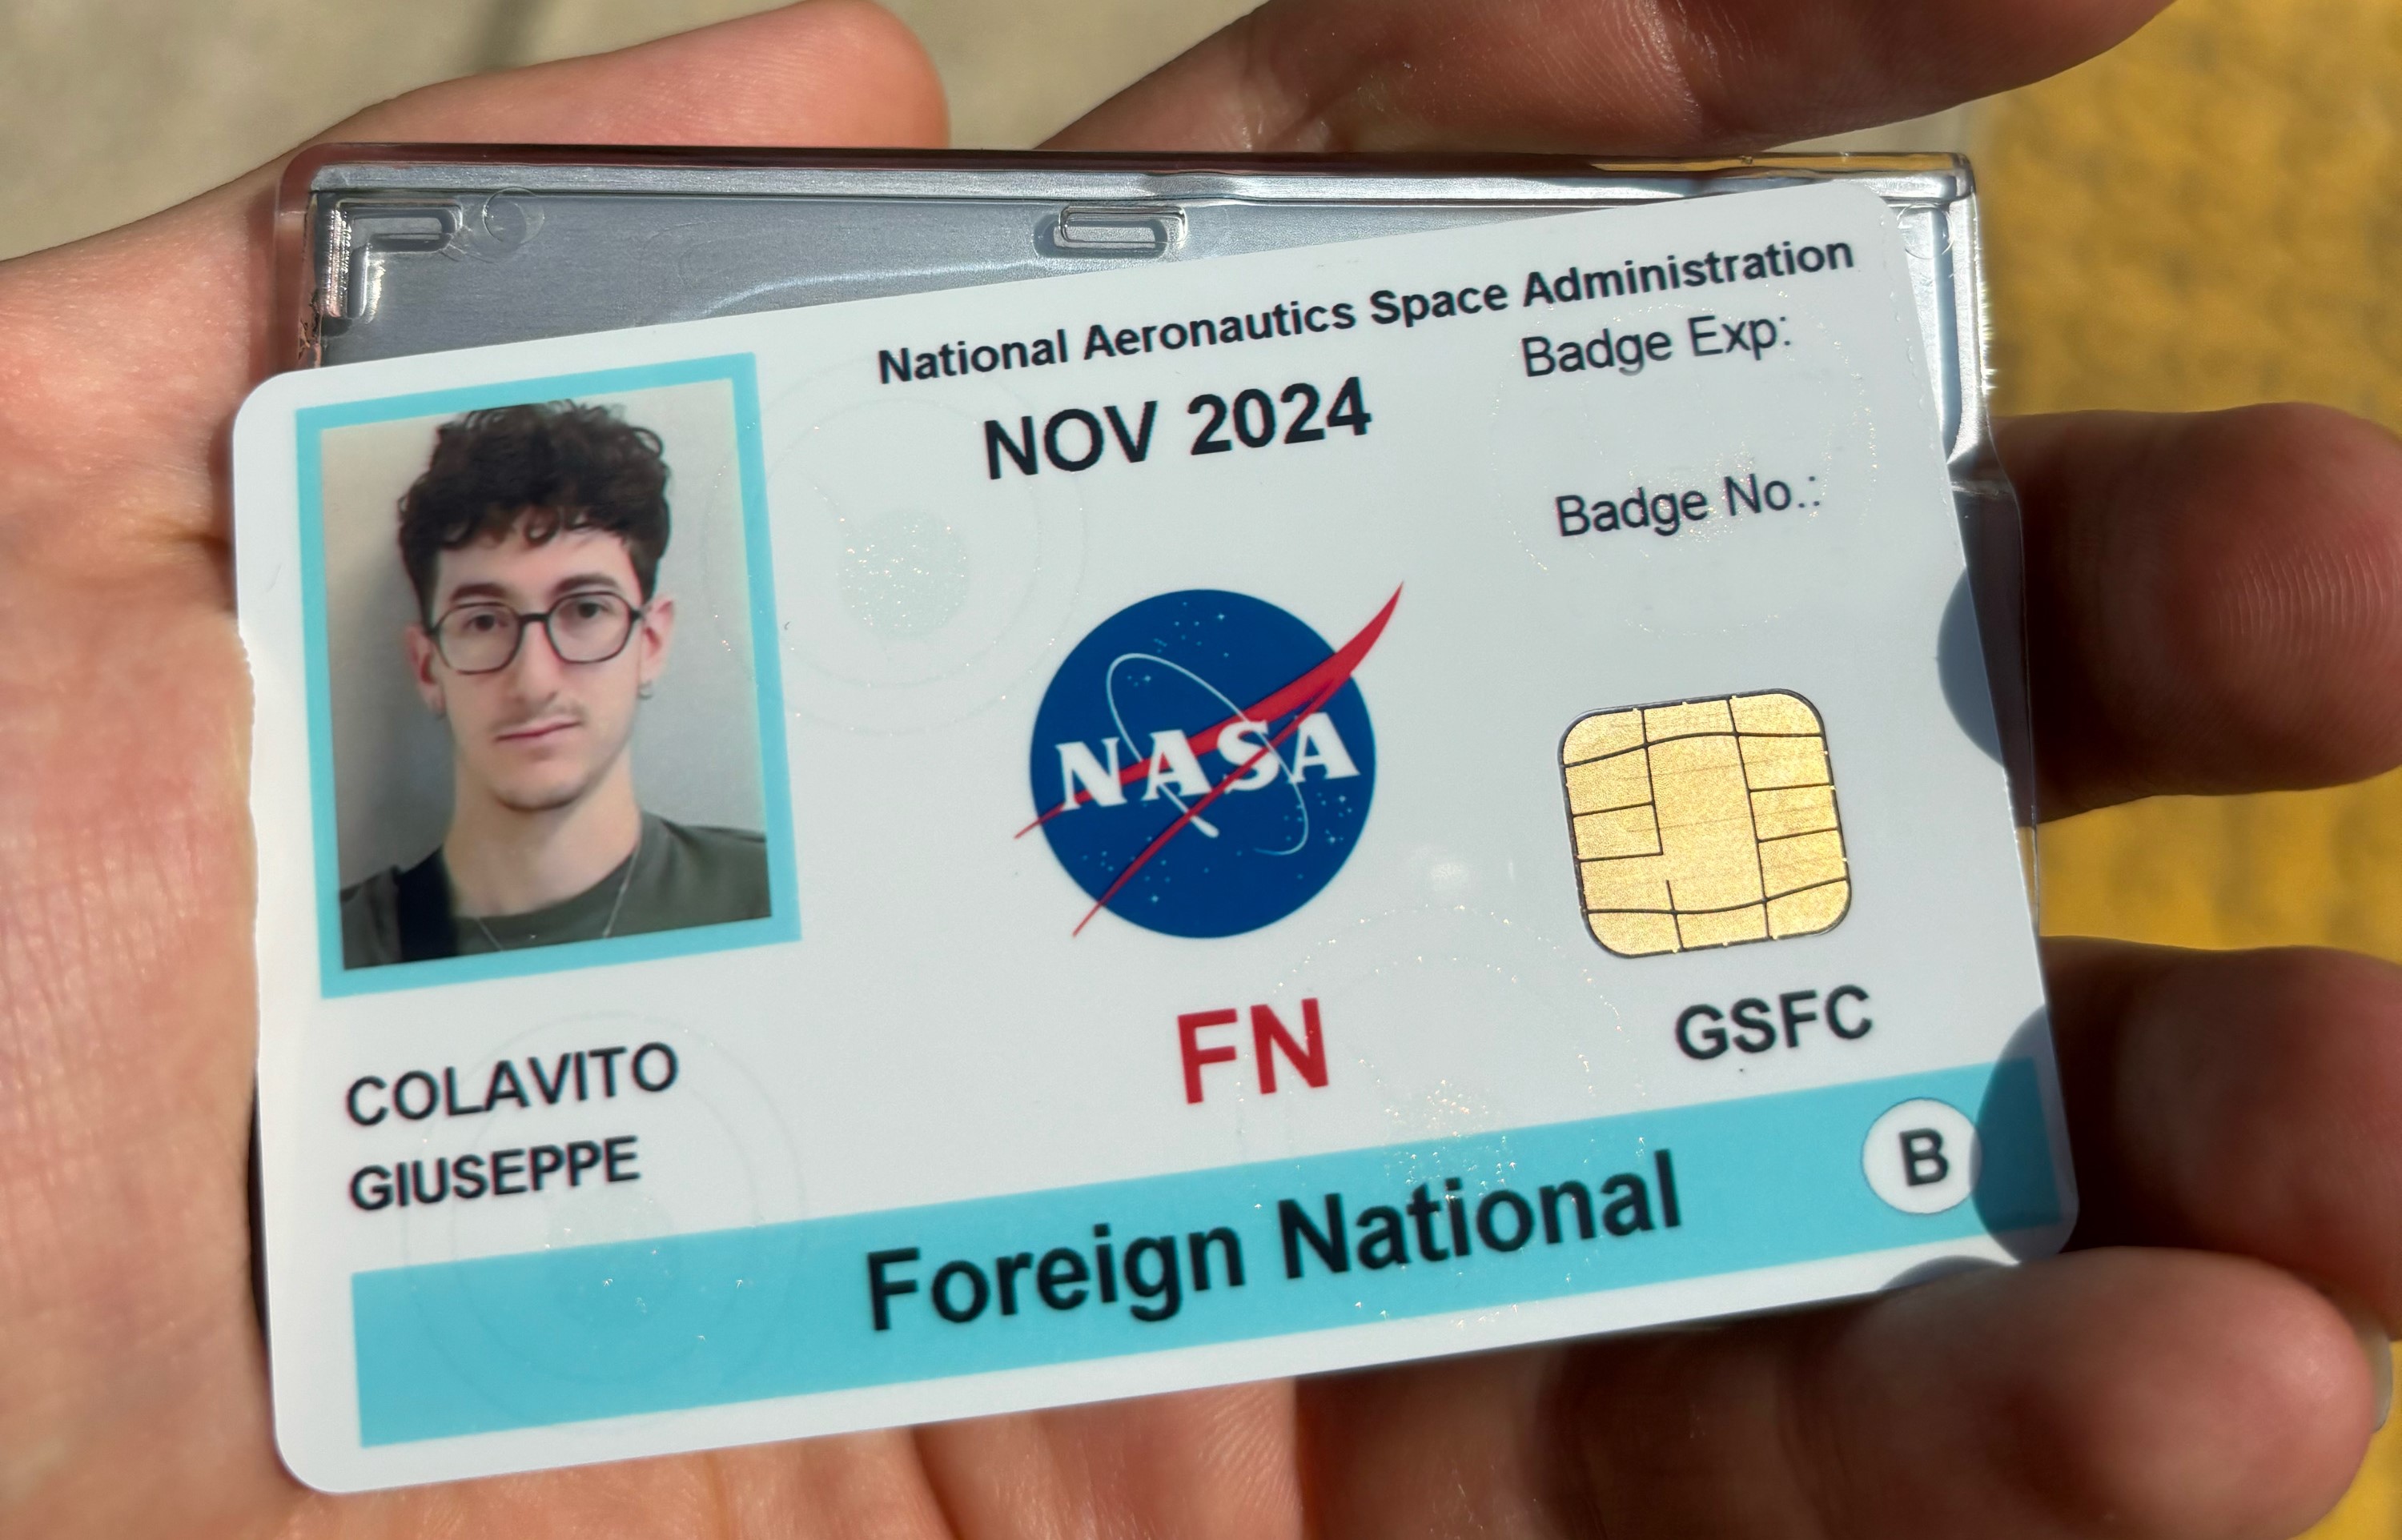 National Aeronautics Space Administration
NOV 2024
Badge Exp:
Badge No.:
NASA
FN
GSFC
COLAVITO
GIUSEPPE
Foreign National
B